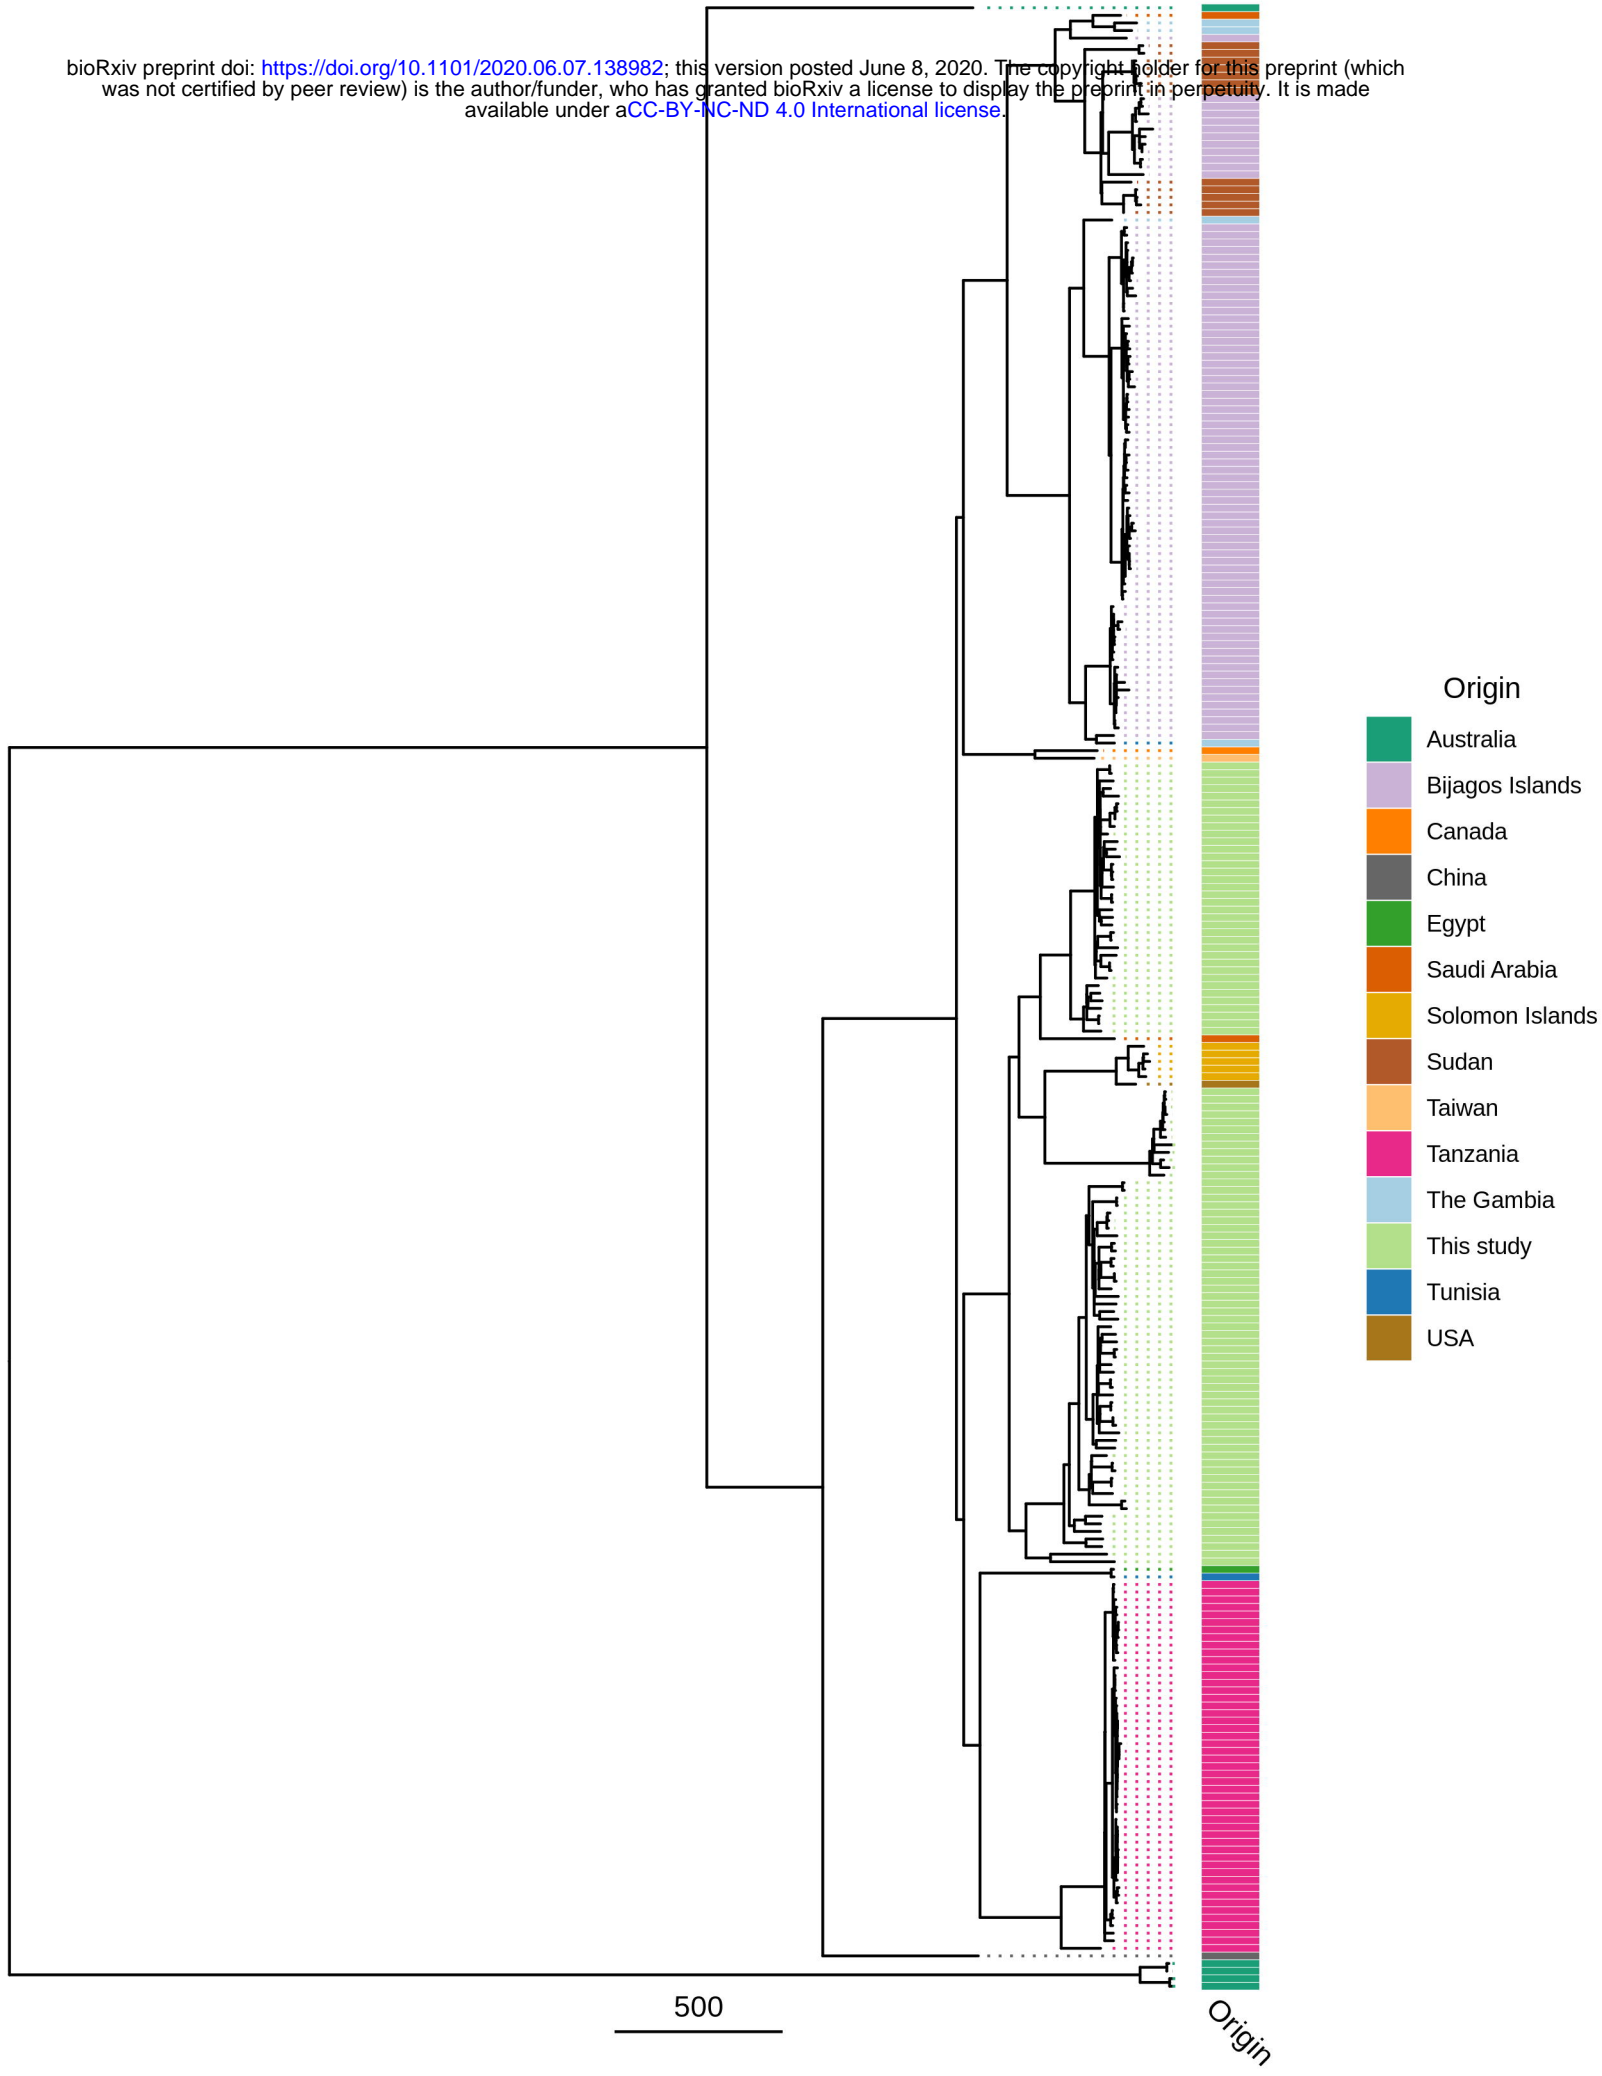 bioRxiv preprint doi: https://doi.org/10.1101/2020.06.07.138982; this version posted June 8, 2020. The copyright holder for this preprint (which
was not certified by peer review) is the author/funder, who has granted bioRxiv a license to display the preprint in perpetuity. It is made
available under aCC-BY-NC-ND 4.0 International license.
Origin
Australia
Bijagos Islands
Canada
China
Egypt
Saudi Arabia
Solomon Islands
Sudan
Taiwan
Tanzania
The Gambia
This study
Tunisia
USA
500
Origin